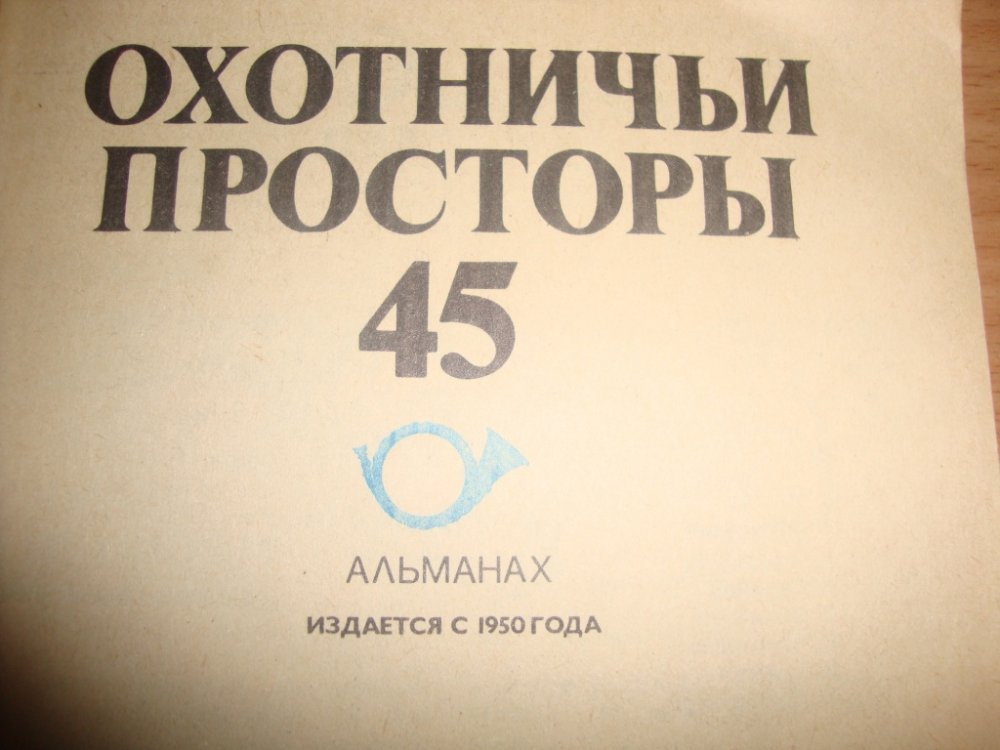 ОХОТНИЧЬИ
ПРОСТОРЫ
45
АЛЬМАНАХ
ИЗДАЕТСЯ С 1950 ГОДА